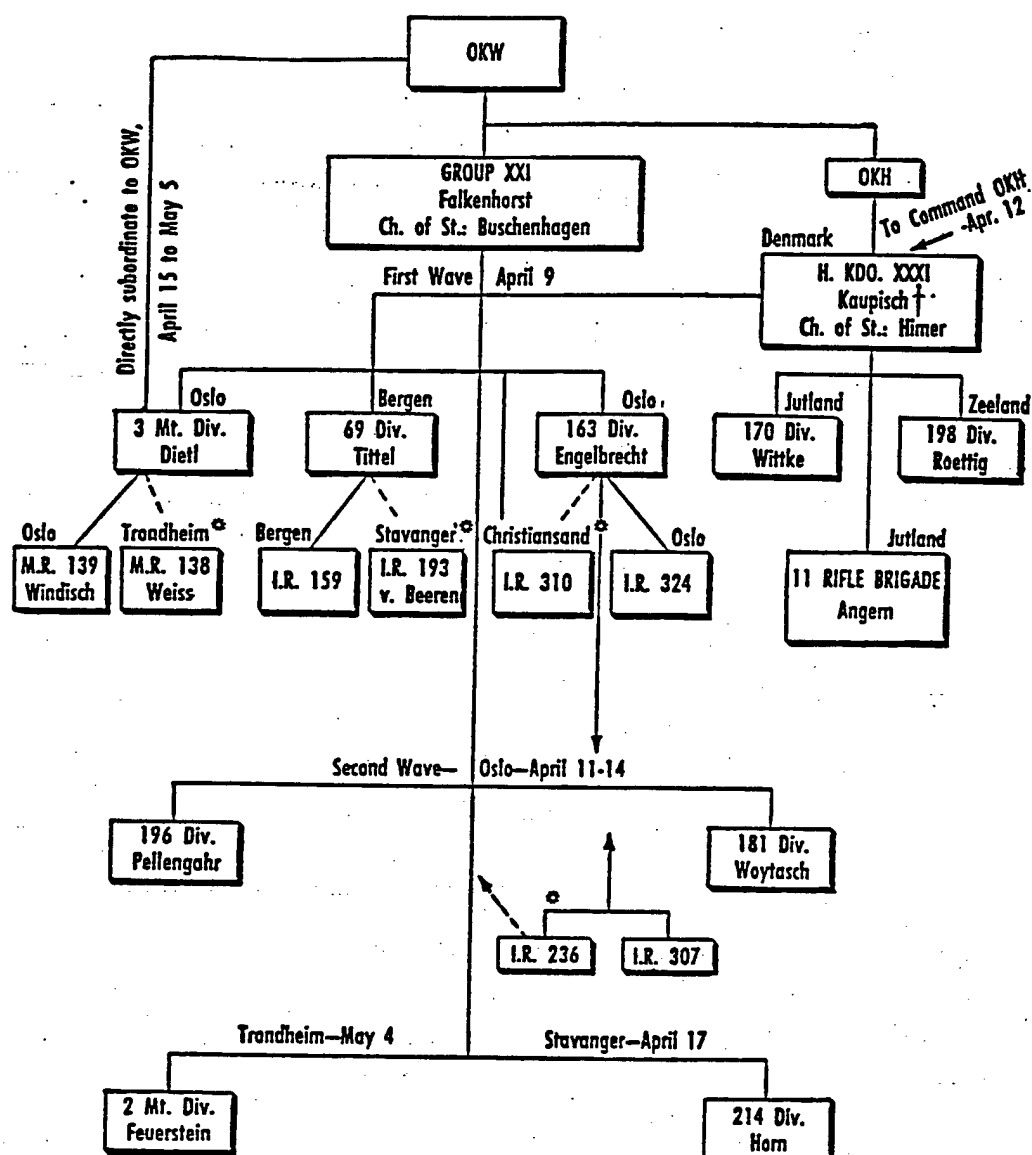 OKW
Directly subordinate to OKW,
April 15 to May 5
GROUP XXI
Falkenhorst
Ch. of St.: Buschenhagen
OKH
To Command OKH
-Apr. 12
Denmark
H. KDO. XXXI
Kaupisch†
Ch. of St.: Himer
First Wave April 9
Oslo
3 Mt. Div.
Dietl
Bergen
69 Div.
Tittel
Oslo
163 Div.
Engelbrecht
Jutland
170 Div.
Wittke
Zeeland
198 Div.
Roettig
Oslo
M.R. 139
Windisch
Trondheim*
M.R. 138
Weiss
Bergen
I.R. 159
Stavanger*
I.R. 193
v. Beeren
Christiansand *
I.R. 310
Oslo
I.R. 324
Jutland
11 RIFLE BRIGADE
Angern
Second Wave— Oslo—April 11-14
196 Div.
Pellengahr
181 Div.
Woytasch
*
I.R. 236
I.R. 307
Trondheim—May 4
Stavanger—April 17
2 Mt. Div.
Feuerstein
214 Div.
Horn